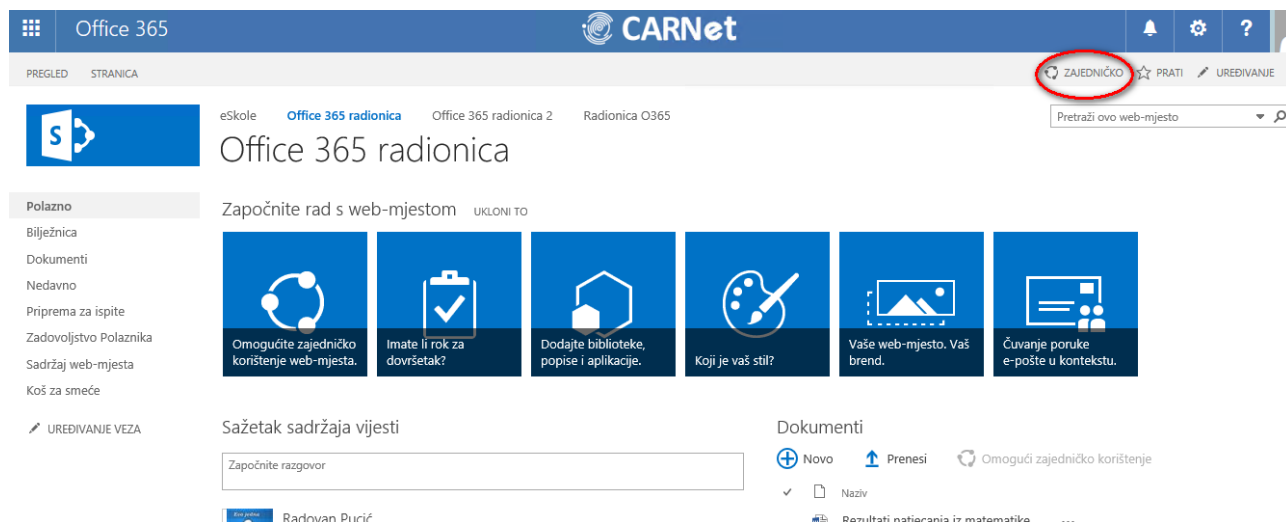 Office 365
CARNet
?
PREGLED STRANICA
ZAJEDNIČKO PRATI UREĐIVANJE
S
eSkole Office 365 radionica Office 365 radionica 2 Radionica O365
Pretraži ovo web-mjesto
Office 365 radionica
Polazno
Bilježnica
Dokumenti
Nedavno
Priprema za ispite
Zadovoljstvo Polaznika
Sadržaj web-mjesta
Koš za smeće
UREĐIVANJE VEZA
Započnite rad s web-mjestom UKLONI TO
Omogućite zajedničko
korištenje web-mjesta.
Imate li rok za
dovršetak?
Dodajte biblioteke,
popise i aplikacije.
Koji je vaš stil?
Vaše web-mjesto. Vaš
brend.
Čuvanje poruke
e-pošte u kontekstu.
Sažetak sadržaja vijesti
Započnite razgovor
Radovan Pucić
Dokumenti
Novo Prenesi Omogući zajedničko korištenje
Naziv
Rezultati natjecanja iz matematike ...